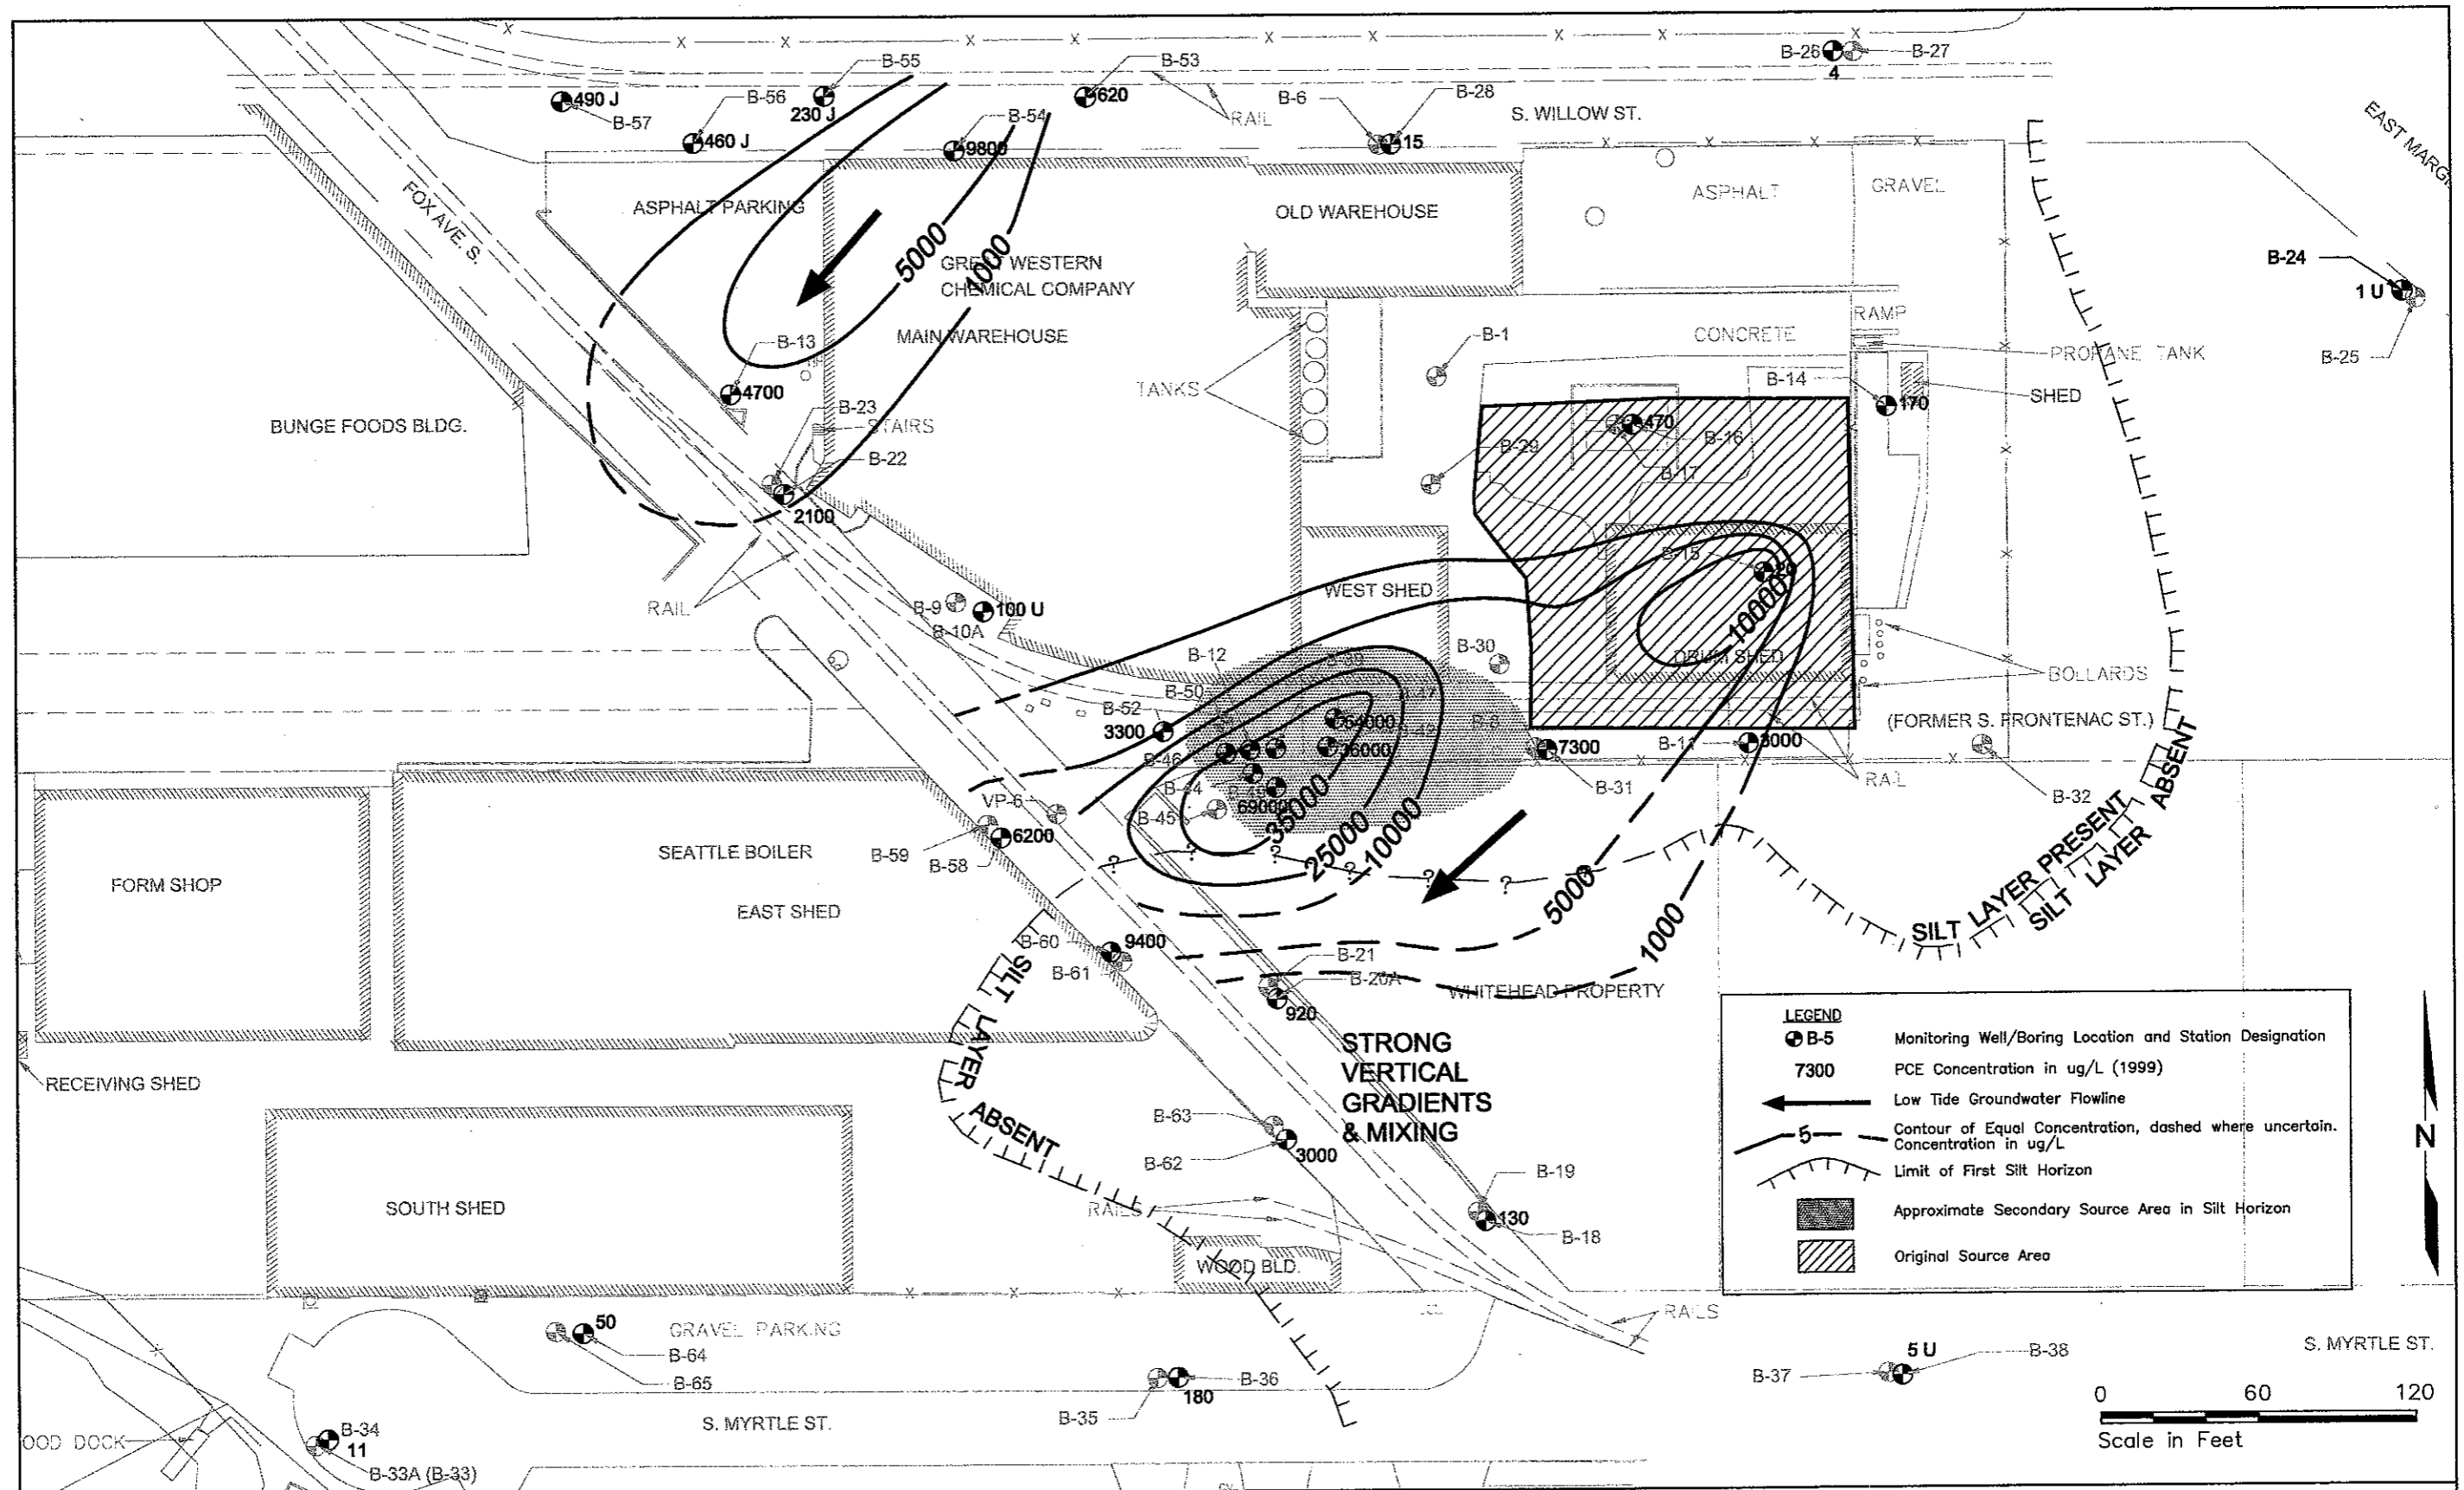 B-55
B-53
B-26
B-27
4
490 J
B-57
B-56
230 J
620
B-6
B-28
S. WILLOW ST.
RAIL
460 J
B-54
9800
15
EAST MARG
FOX AVE. S.
ASPHALT PARKING
OLD WAREHOUSE
ASPHALT
GRAVEL
5000
1000
GREAT WESTERN
CHEMICAL COMPANY
MAIN WAREHOUSE
B-24
1 U
B-25
B-13
4700
TANKS
B-1
CONCRETE
RAMP
PROPANE TANK
B-14
170
SHED
BUNGE FOODS BLDG.
B-23
STAIRS
B-22
2100
B-29
470
B-16
B-17
RAIL
B-9
100 U
B-10A
WEST SHED
B-15
10000
DRUM SHED
B-12
B-30
BOLLARDS
B-50
B-52
3300
64000
B-8
7300
B-11
3000
(FORMER S. FRONTENAC ST.)
B-46
B-44
B-45
69000
35000
25000
10000
B-31
RAIL
B-32
VP-6
6200
B-59
B-58
SEATTLE BOILER
EAST SHED
FORM SHOP
?
?
?
?
?
?
5000
1000
SILT LAYER PRESENT
SILT LAYER ABSENT
B-60
9400
B-61
B-21
B-20A
920
WHITEHEAD PROPERTY
SILT LAYER
ABSENT
STRONG
VERTICAL
GRADIENTS
& MIXING
RECEIVING SHED
B-63
B-62
3000
B-19
130
B-18
SOUTH SHED
RAILS
WOOD BLD.
LEGEND
B-5 Monitoring Well/Boring Location and Station Designation
7300 PCE Concentration in ug/L (1999)
Low Tide Groundwater Flowline
5 Contour of Equal Concentration, dashed where uncertain.
Concentration in ug/L
Limit of First Silt Horizon
Approximate Secondary Source Area in Silt Horizon
Original Source Area
N
RAILS
50
GRAVEL PARKING
B-64
B-65
B-36
180
B-35
5 U
B-37
B-38
S. MYRTLE ST.
S. MYRTLE ST.
B-34
11
B-33A (B-33)
OOD DOCK
0 60 120
Scale in Feet